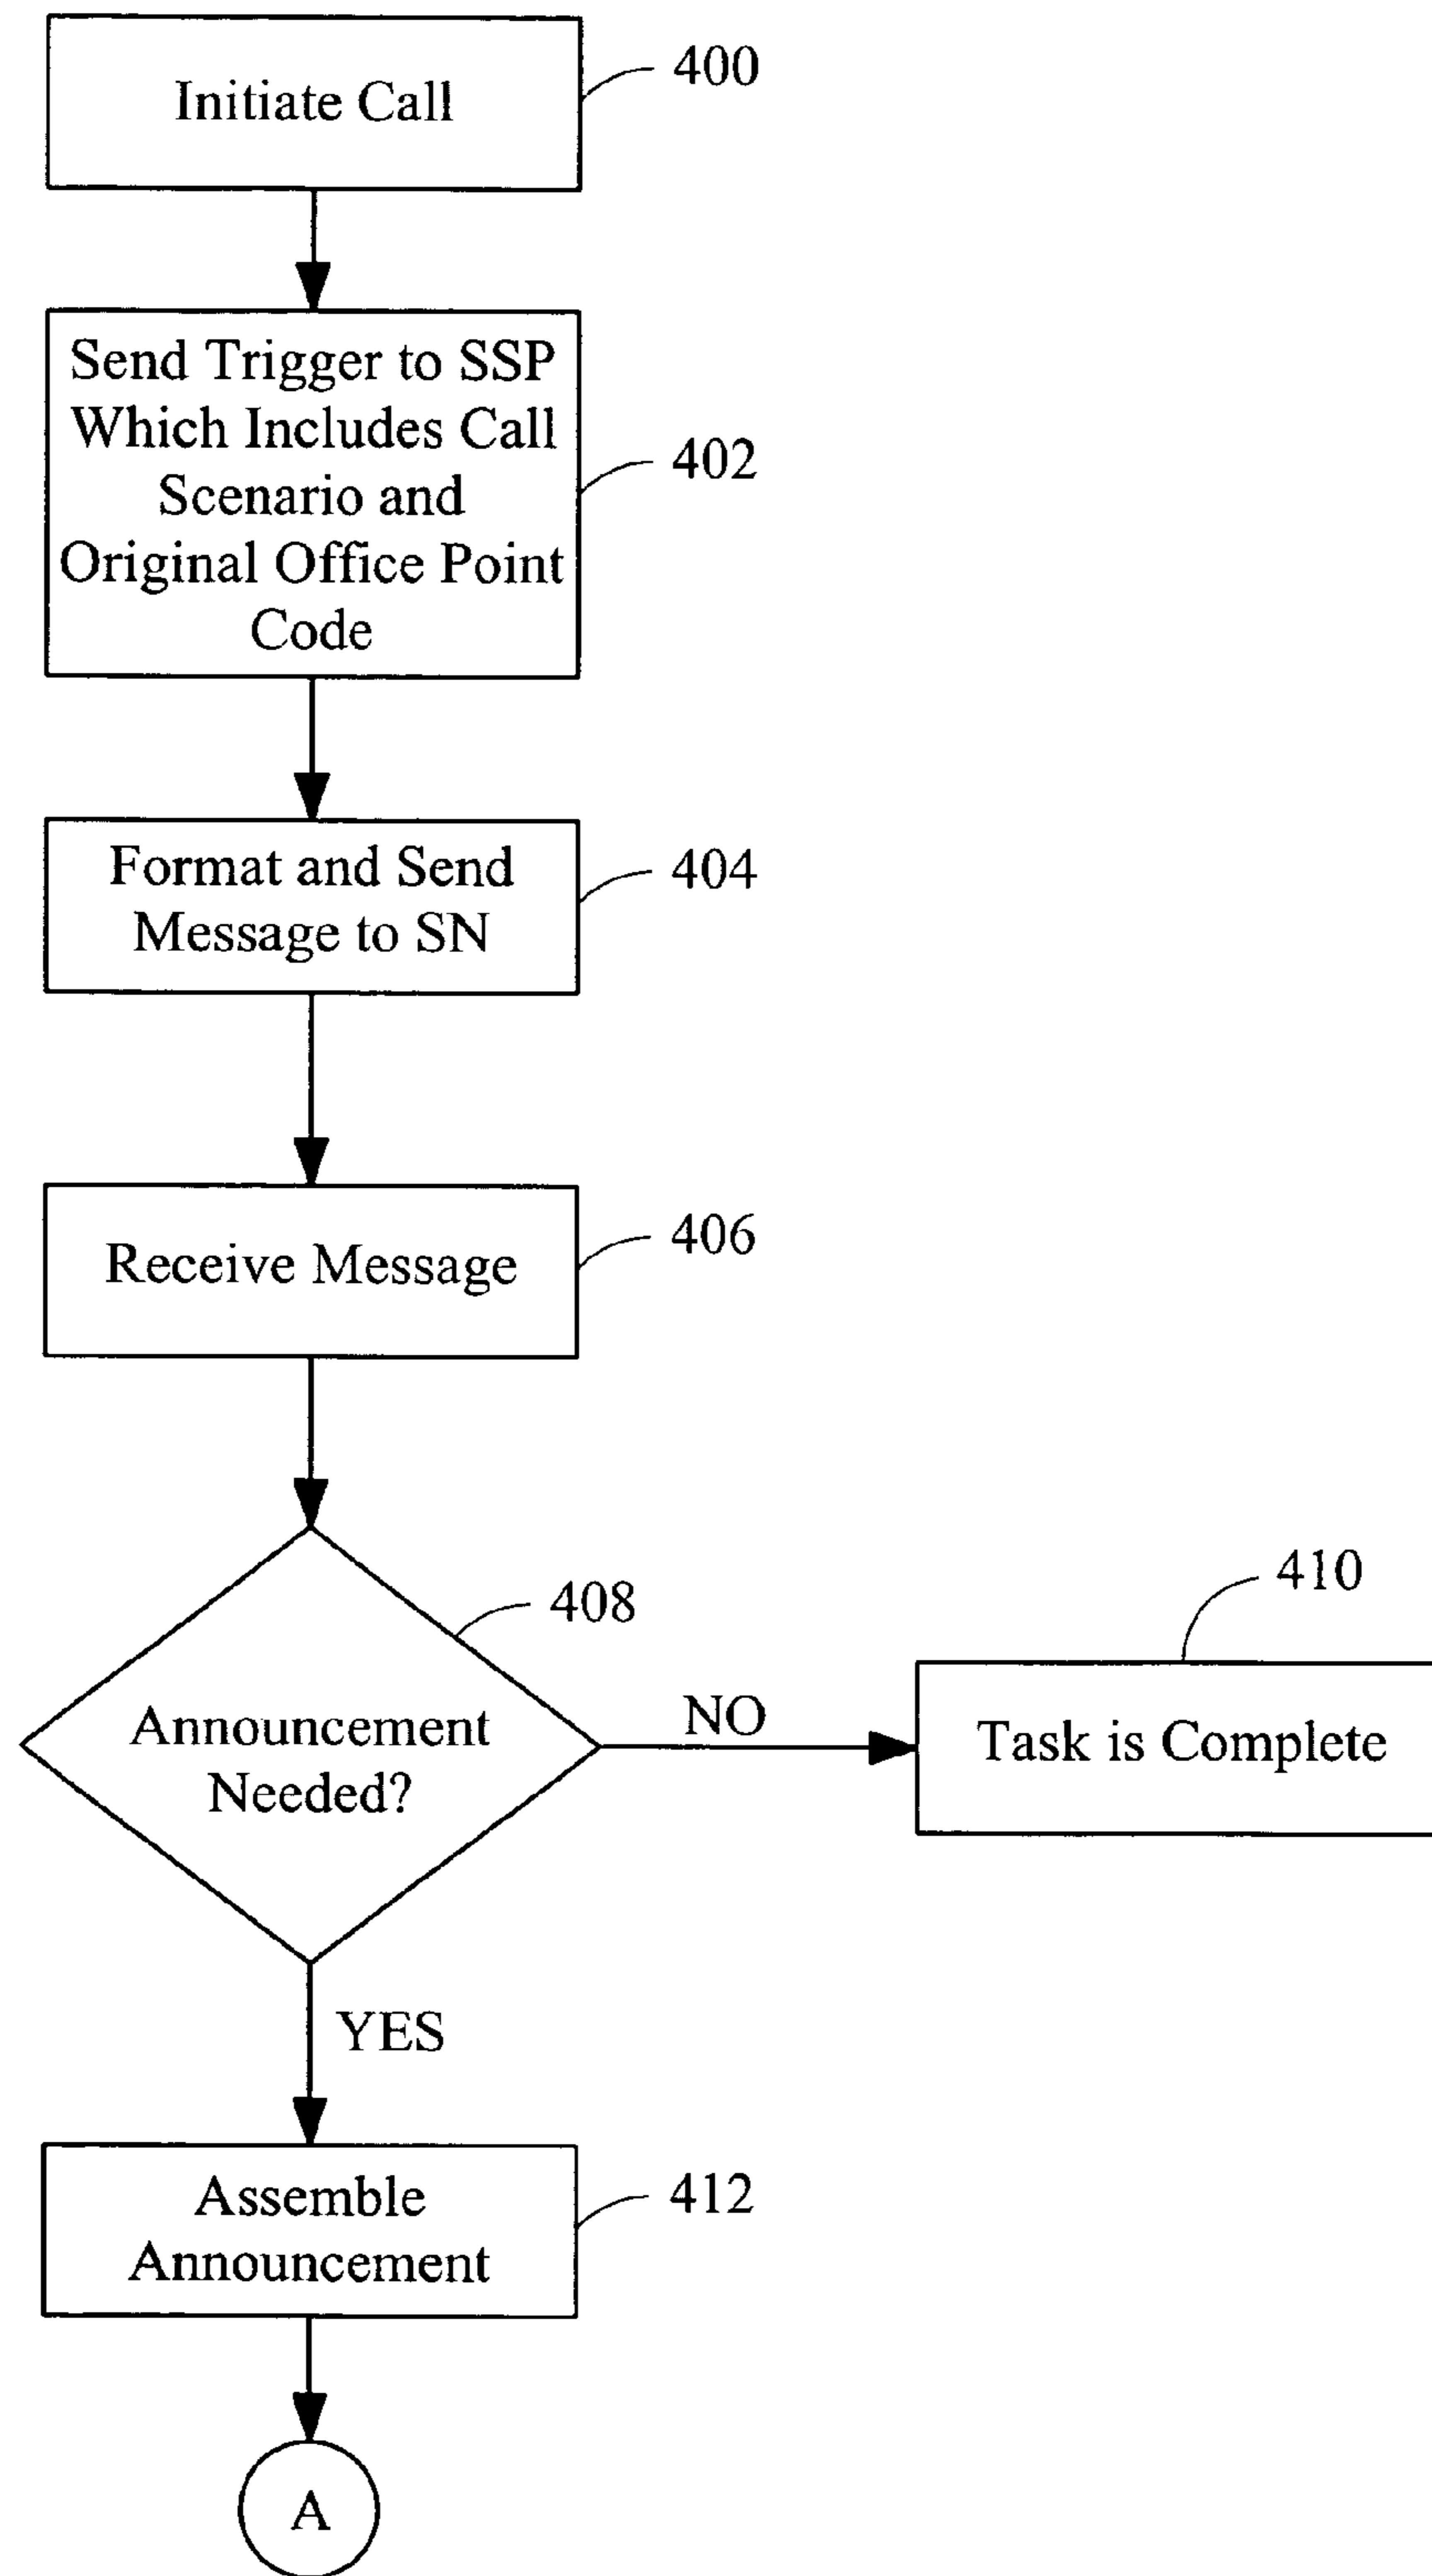 Initiate Call
400
Send Trigger to SSP
Which Includes Call
Scenario and
Original Office Point
Code
402
Format and Send
Message to SN
404
Receive Message
406
408
Announcement
Needed?
NO
410
Task is Complete
YES
Assemble
Announcement
412
A